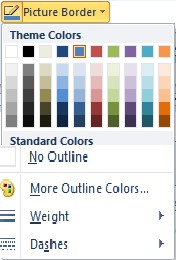 Picture Border
Theme Colors
Standard Colors
No Outline
More Outline Colors...
Weight
Dashes